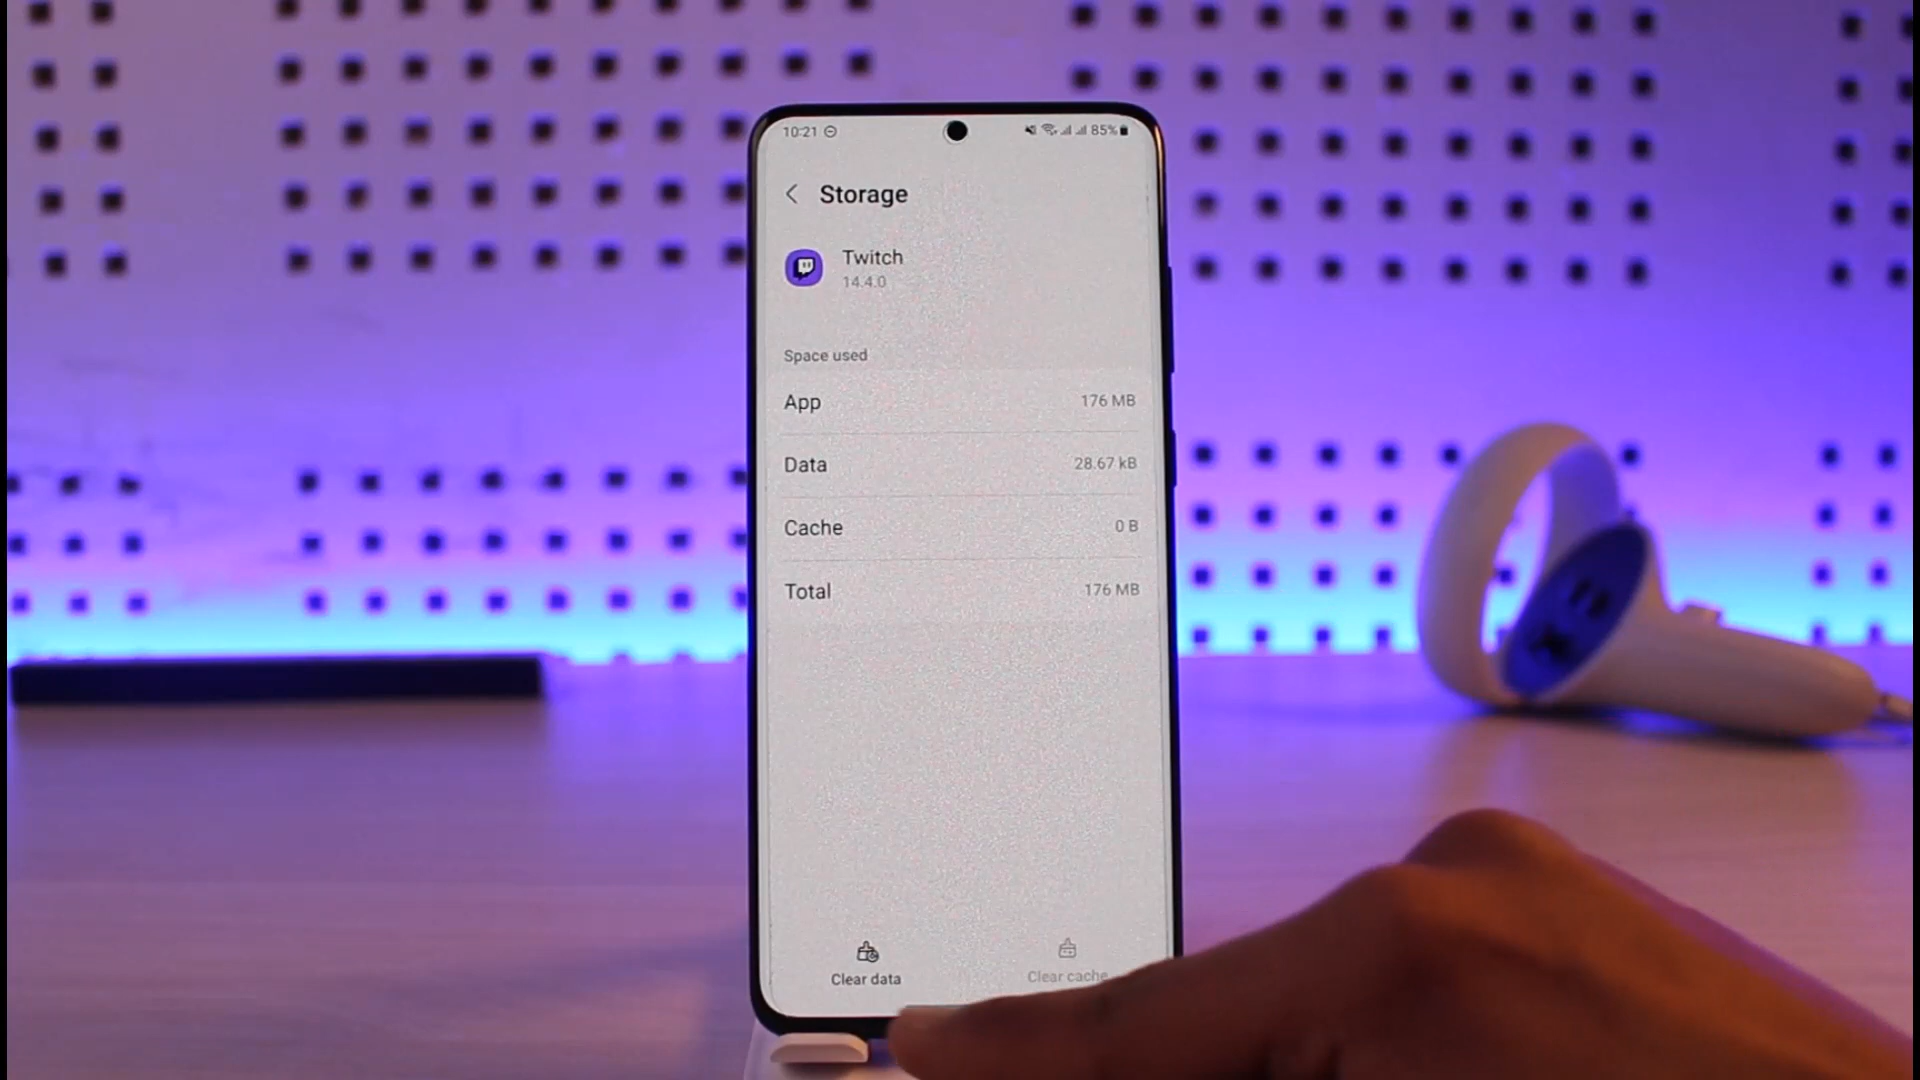 10:21 85%
Storage
Twitch
14.4.0
Space used
App 176 MB
Data 28.67 kB
Cache 0 B
Total 176 MB
Clear data Clear cache